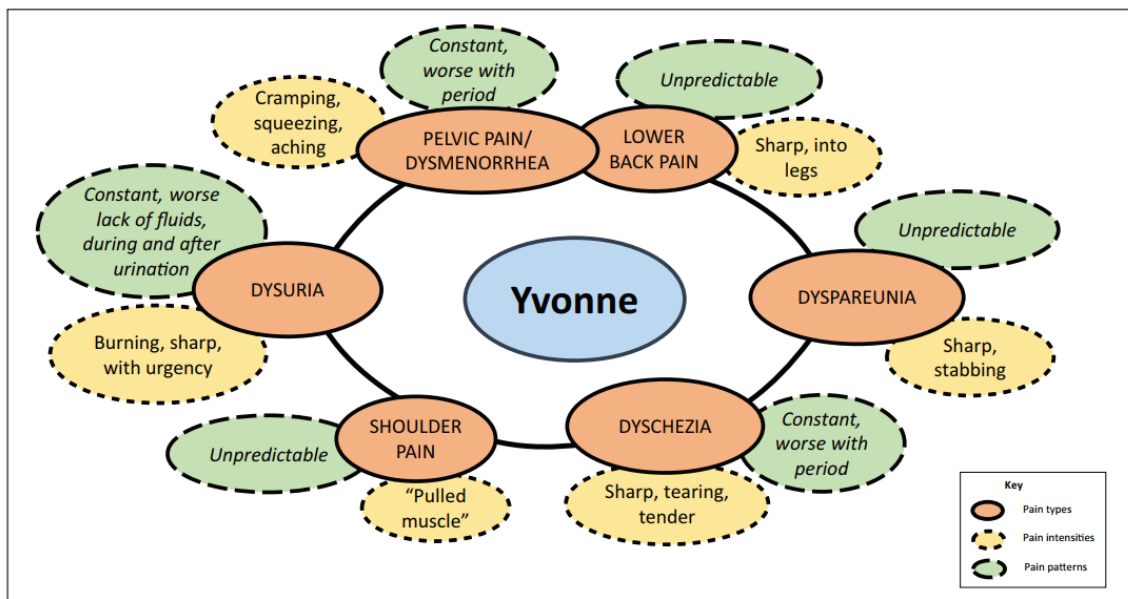 Constant,
worse with
period
Unpredictable
Cramping,
squeezing,
aching
PELVIC PAIN/
DYSMENORRHEA
LOWER
BACK PAIN
Sharp, into
legs
Constant, worse
lack of fluids,
during and after
urination
Unpredictable
DYSURIA
Yvonne
DYSPAREUNIA
Burning, sharp,
with urgency
Sharp,
stabbing
Unpredictable
SHOULDER
PAIN
DYSCHEZIA
Constant,
worse with
period
“Pulled
muscle”
Sharp, tearing,
tender
Key
Pain types
Pain intensities
Pain patterns